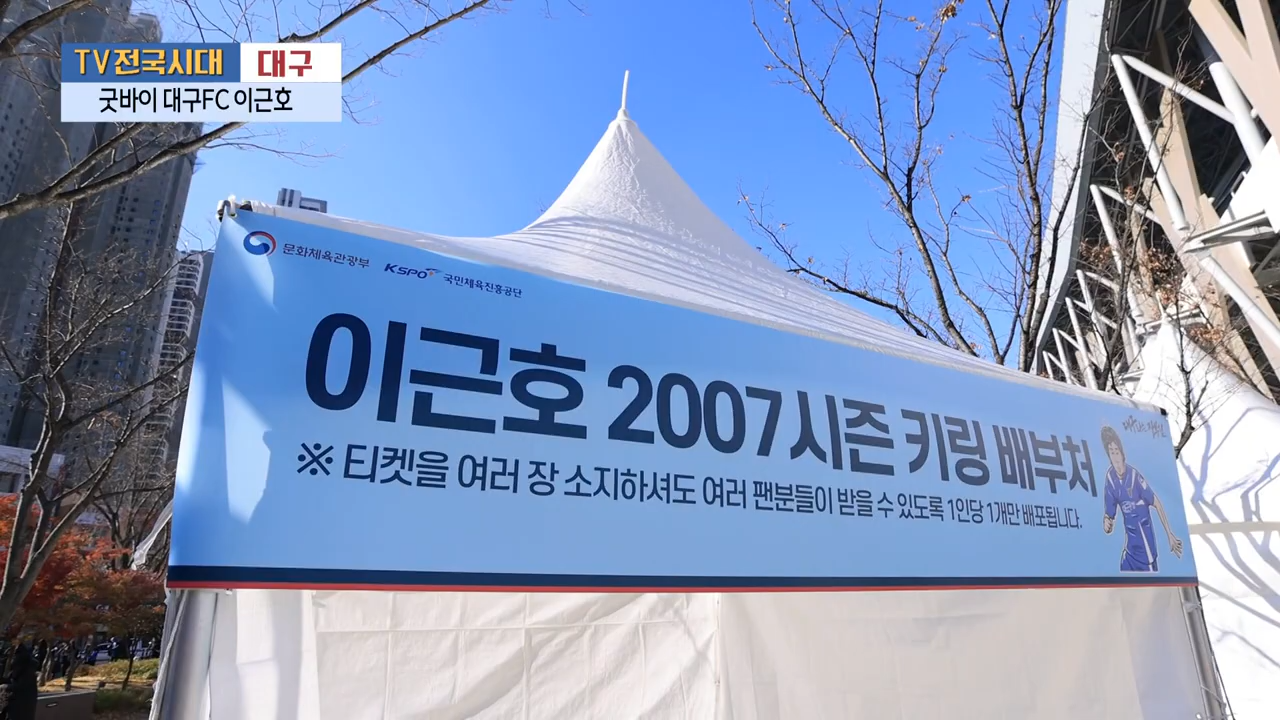 TV전국시대 대구
굿바이 대구FC 이근호
문화체육관광부 KSPO 국민체육진흥공단
이근호 2007시즌 키링 배부처
※ 티켓을 여러 장 소지하셔도 여러 팬분들이 받을 수 있도록 1인당 1개만 배포됩니다.